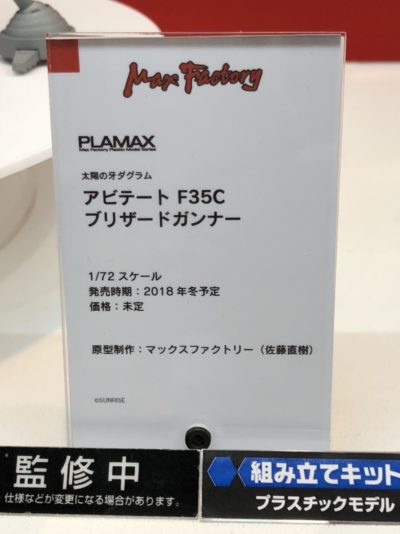 Max Factory
PLAMAX
Max Factory Plastic Model Series
太陽の牙ダグラム
アビテート F35C
ブリザードガンナー
1/72 スケール
発売時期：2018 年冬予定
価格：未定
原型制作：マックスファクトリー（佐藤直樹）
©SUNRISE
監修中
仕様などが変更になる場合があります。
組み立てキット
プラスチックモデル